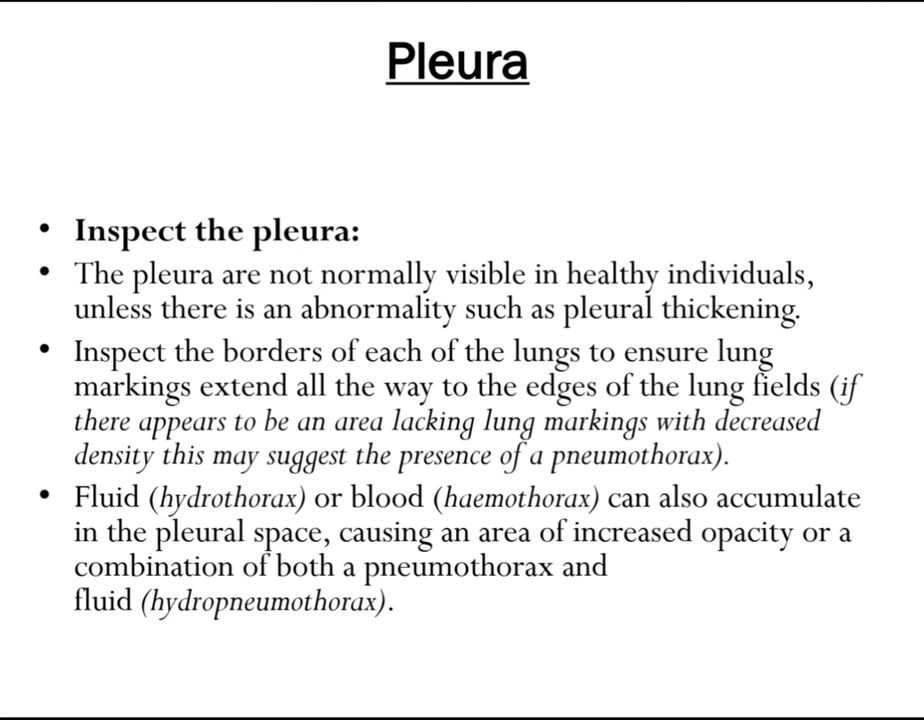 Pleura
• Inspect the pleura:
• The pleura are not normally visible in healthy individuals,
unless there is an abnormality such as pleural thickening.
• Inspect the borders of each of the lungs to ensure lung
markings extend all the way to the edges of the lung fields (if
there appears to be an area lacking lung markings with decreased
density this may suggest the presence of a pneumothorax).
• Fluid (hydrothorax) or blood (haemothorax) can also accumulate
in the pleural space, causing an area of increased opacity or a
combination of both a pneumothorax and
fluid (hydropneumothorax).